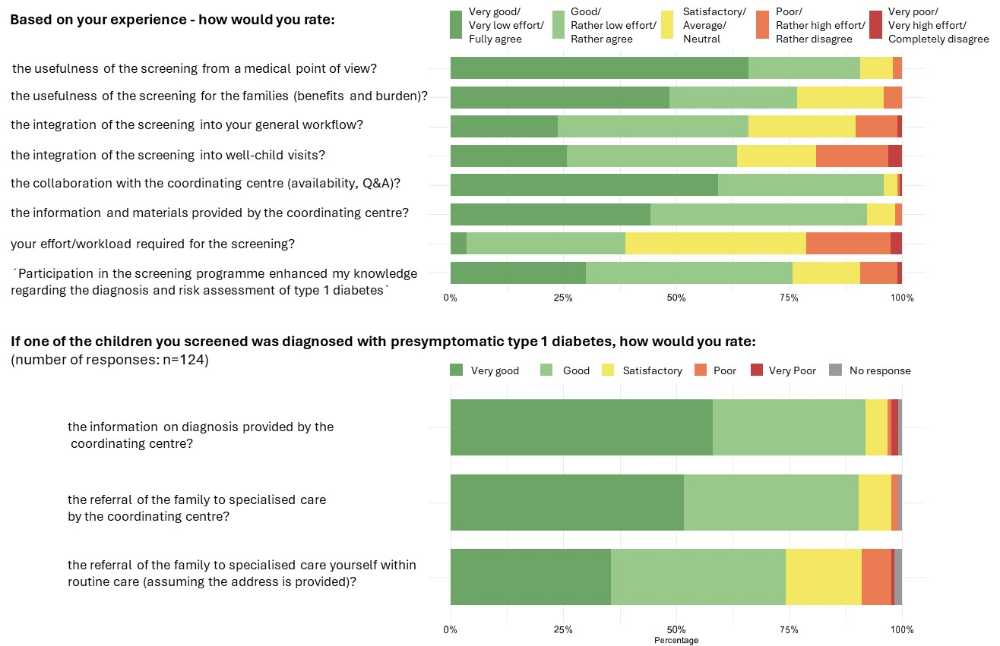 Based on your experience - how would you rate:
Very good/
Very low effort/
Fully agree
Good/
Rather low effort/
Rather agree
Satisfactory/
Average/
Neutral
Poor/
Rather high effort/
Rather disagree
Very poor/
Very high effort/
Completely disagree
the usefulness of the screening from a medical point of view?
the usefulness of the screening for the families (benefits and burden)?
the integration of the screening into your general workflow?
the integration of the screening into well-child visits?
the collaboration with the coordinating centre (availability, Q&A)?
the information and materials provided by the coordinating centre?
your effort/workload required for the screening?
´Participation in the screening programme enhanced my knowledge
regarding the diagnosis and risk assessment of type 1 diabetes`
0% 25% 50% 75% 100%
If one of the children you screened was diagnosed with presymptomatic type 1 diabetes, how would you rate:
(number of responses: n=124)
Very good Good Satisfactory Poor Very Poor No response
the information on diagnosis provided by the
coordinating centre?
the referral of the family to specialised care
by the coordinating centre?
the referral of the family to specialised care yourself within
routine care (assuming the address is provided)?
0% 25% 50% 75% 100%
Percentage